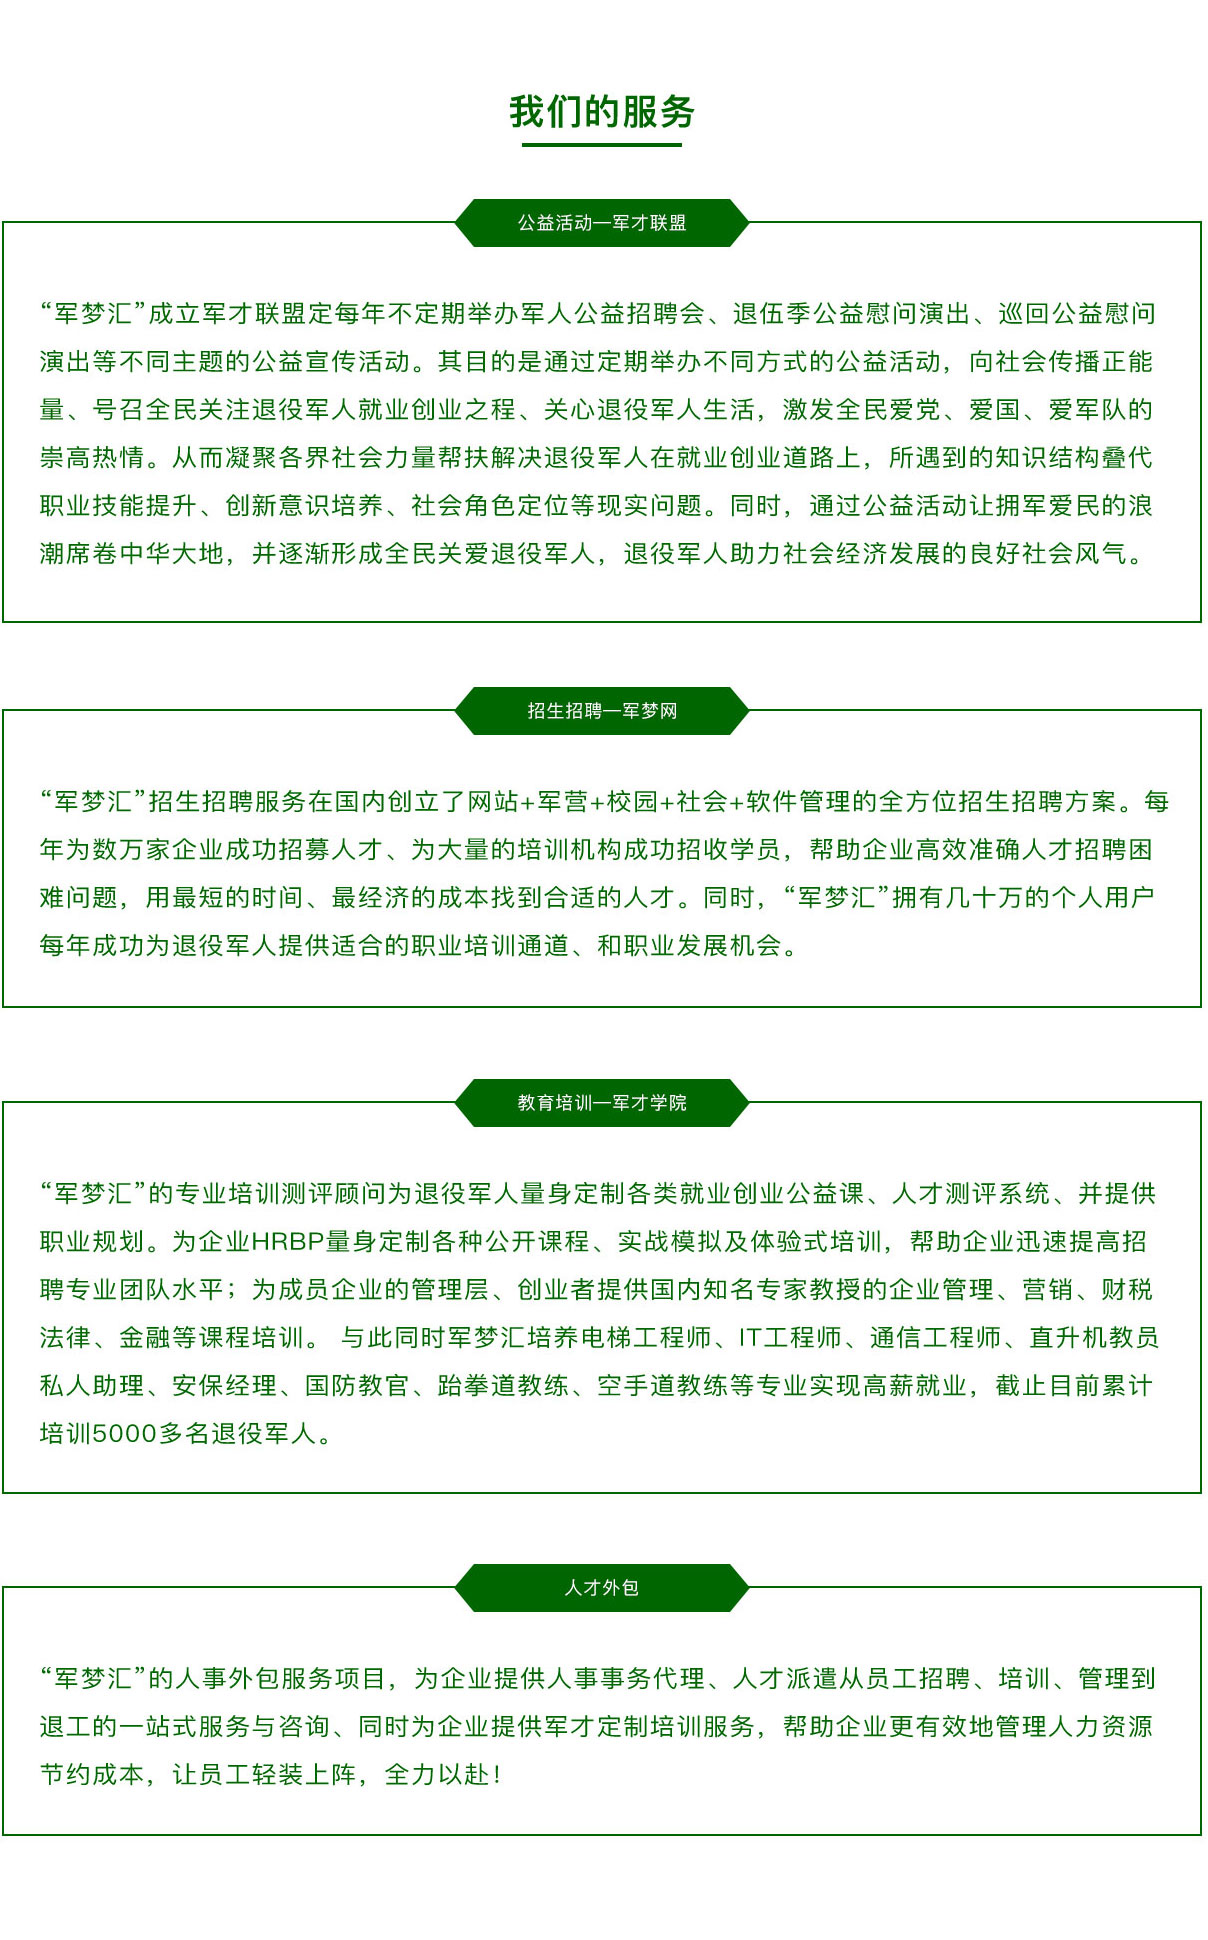 我们的服务
公益活动—军才联盟
“军梦汇”成立军才联盟定每年不定期举办军人公益招聘会、退伍季公益慰问演出、巡回公益慰问
演出等不同主题的公益宣传活动。其目的是通过定期举办不同方式的公益活动，向社会传播正能
量、号召全民关注退役军人就业创业之程、关心退役军人生活，激发全民爱党、爱国、爱军队的
崇高热情。从而凝聚各界社会力量帮扶解决退役军人在就业创业道路上，所遇到的知识结构叠代
职业技能提升、创新意识培养、社会角色定位等现实问题。同时，通过公益活动让拥军爱民的浪
潮席卷中华大地，并逐渐形成全民关爱退役军人，退役军人助力社会经济发展的良好社会风气。
招生招聘—军梦网
“军梦汇”招生招聘服务在国内创立了网站+军营+校园+社会+软件管理的全方位招生招聘方案。每
年为数万家企业成功招募人才、为大量的培训机构成功招收学员，帮助企业高效准确人才招聘困
难问题，用最短的时间、最经济的成本找到合适的人才。同时，“军梦汇”拥有几十万的个人用户
每年成功为退役军人提供适合的职业培训通道、和职业发展机会。
教育培训—军才学院
“军梦汇”的专业培训测评顾问为退役军人量身定制各类就业创业公益课、人才测评系统、并提供
职业规划。为企业HRBP量身定制各种公开课程、实战模拟及体验式培训，帮助企业迅速提高招
聘专业团队水平；为成员企业的管理层、创业者提供国内知名专家教授的企业管理、营销、财税
法律、金融等课程培训。 与此同时军梦汇培养电梯工程师、IT工程师、通信工程师、直升机教员
私人助理、安保经理、国防教官、跆拳道教练、空手道教练等专业实现高薪就业，截止目前累计
培训5000多名退役军人。
人才外包
“军梦汇”的人事外包服务项目，为企业提供人事事务代理、人才派遣从员工招聘、培训、管理到
退工的一站式服务与咨询、同时为企业提供军才定制培训服务，帮助企业更有效地管理人力资源
节约成本，让员工轻装上阵，全力以赴！